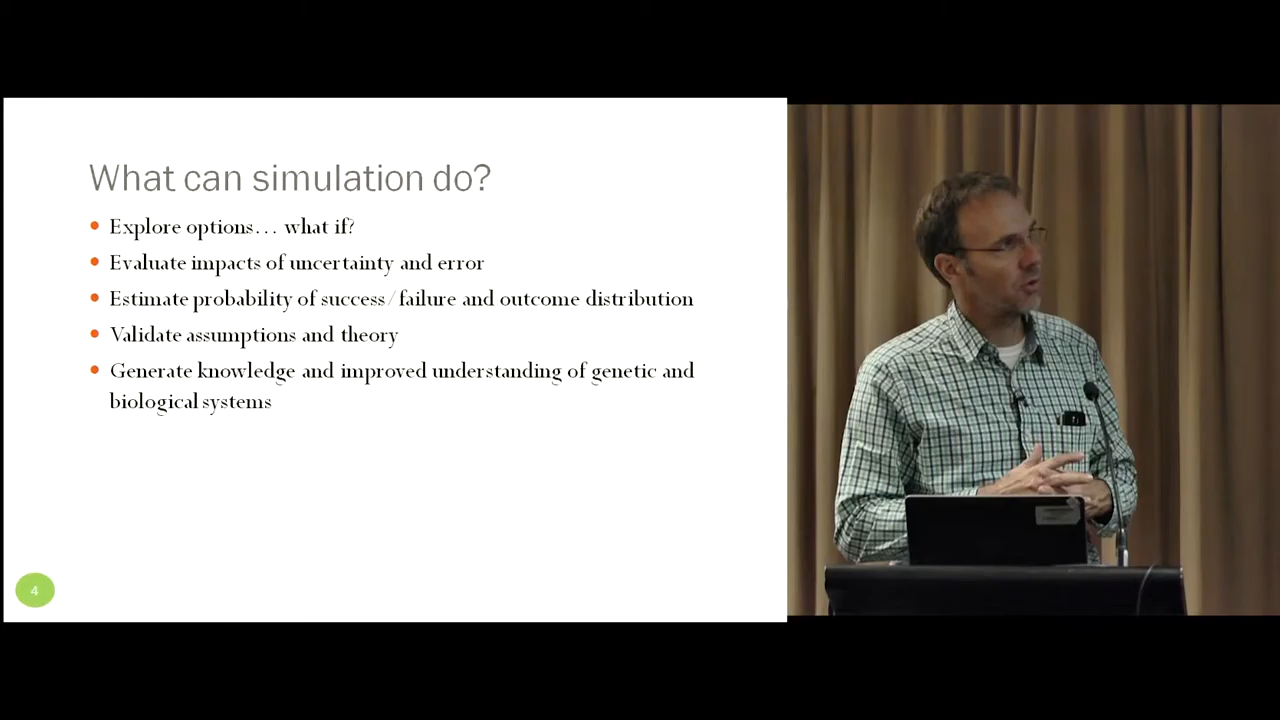 What can simulation do?
Explore options… what if?
Evaluate impacts of uncertainty and error
Estimate probability of success/failure and outcome distribution
Validate assumptions and theory
Generate knowledge and improved understanding of genetic and
biological systems
4